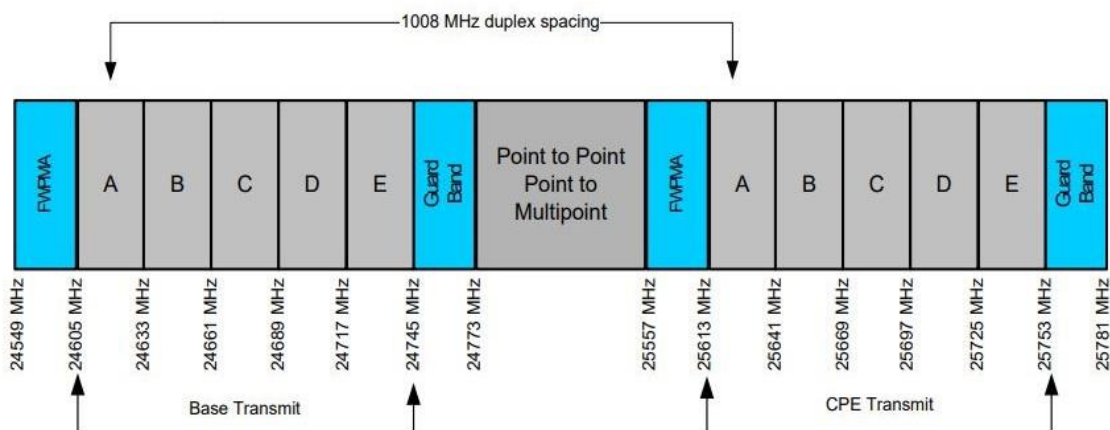 1008 MHz duplex spacing
FWPMA
A
B
C
D
E
Guard
Band
Point to Point
Point to
Multipoint
FWPMA
A
B
C
D
E
Guard
Band
24549 MHz
24605 MHz
24633 MHz
24661 MHz
24689 MHz
24717 MHz
24745 MHz
24773 MHz
25557 MHz
25613 MHz
25641 MHz
25669 MHz
25697 MHz
25725 MHz
25753 MHz
25781 MHz
Base Transmit
CPE Transmit